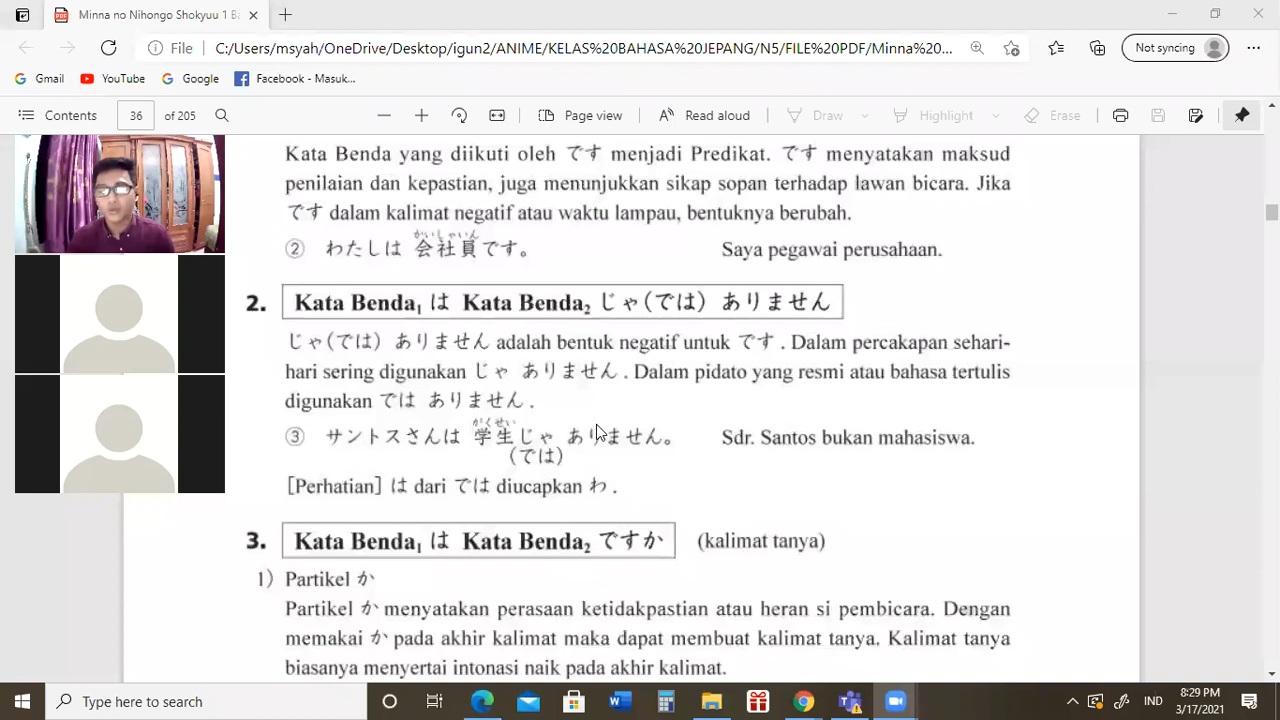 Minna no Nihongo Shokyuu 1 Ba
File C:/Users/msyah/OneDrive/Desktop/igun2/ANIME/KELAS%20BAHASA%20JEPANG/N5/FILE%20PDF/Minna%20... Not syncing
Gmail YouTube Google Facebook - Masuk...
Contents 36 of 205 Page view Read aloud Draw Highlight Erase
Kata Benda yang diikuti oleh です menjadi Predikat. です menyatakan maksud
penilaian dan kepastian, juga menunjukkan sikap sopan terhadap lawan bicara. Jika
です dalam kalimat negatif atau waktu lampau, bentuknya berubah.
かいしゃいん
② わたしは 会社員です。 Saya pegawai perusahaan.
2. Kata Benda₁ は Kata Benda₂ じゃ(では) ありません
じゃ(では) ありません adalah bentuk negatif untuk です. Dalam percakapan sehari-
hari sering digunakan じゃ ありません. Dalam pidato yang resmi atau bahasa tertulis
digunakan では ありません.
がくせい
③ サントスさんは 学生じゃ ありません。 Sdr. Santos bukan mahasiswa.
(では)
[Perhatian] は dari では diucapkan わ.
3. Kata Benda₁ は Kata Benda₂ ですか (kalimat tanya)
1) Partikel か
Partikel か menyatakan perasaan ketidakpastian atau heran si pembicara. Dengan
memakai か pada akhir kalimat maka dapat membuat kalimat tanya. Kalimat tanya
biasanya menyertai intonasi naik pada akhir kalimat.
Type here to search IND 8:29 PM
3/17/2021